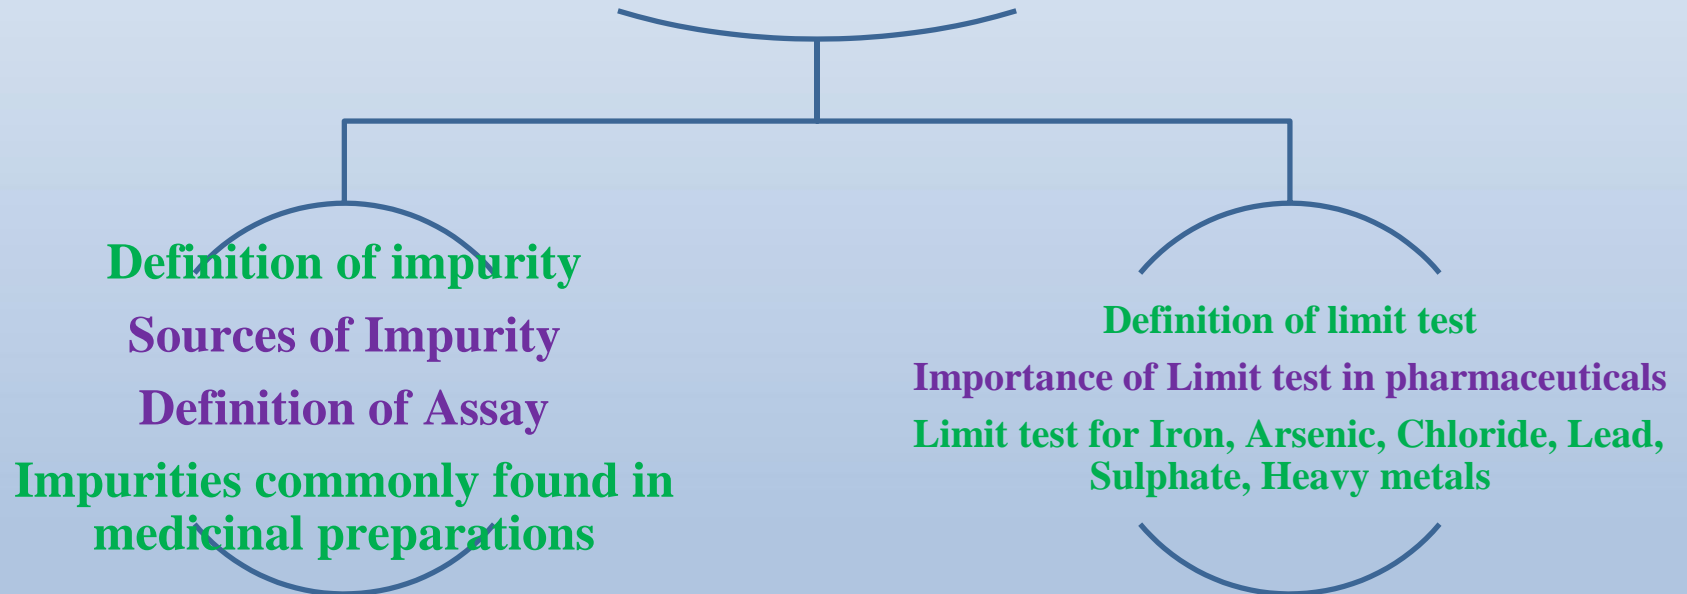 Definition of impurity
Sources of Impurity
Definition of Assay
Impurities commonly found in
medicinal preparations
Definition of limit test
Importance of Limit test in pharmaceuticals
Limit test for Iron, Arsenic, Chloride, Lead,
Sulphate, Heavy metals